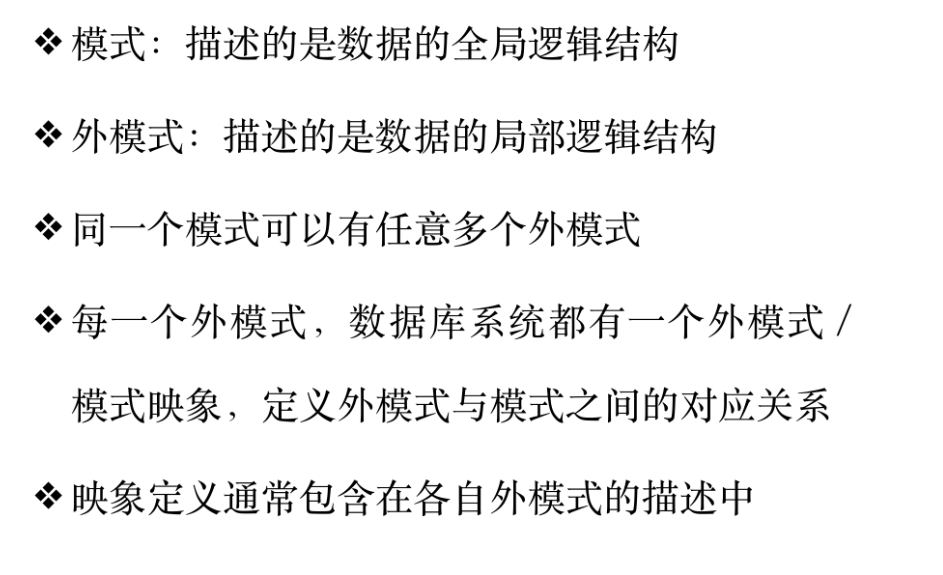 ❖ 模式：描述的是数据的全局逻辑结构
❖ 外模式：描述的是数据的局部逻辑结构
❖ 同一个模式可以有任意多个外模式
❖ 每一个外模式，数据库系统都有一个外模式／
模式映象，定义外模式与模式之间的对应关系
❖ 映象定义通常包含在各自外模式的描述中